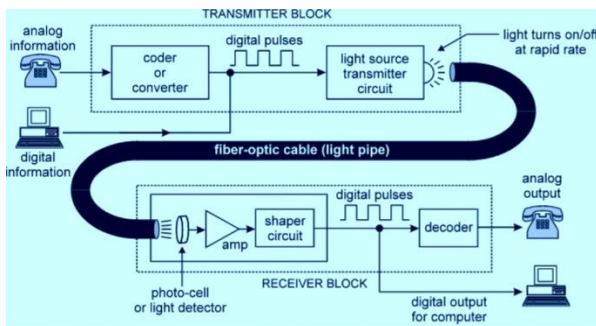 TRANSMITTER BLOCK
analog
information
coder
or
converter
digital pulses
light source
transmitter
circuit
light turns on/off
at rapid rate
digital
information
fiber-optic cable (light pipe)
digital pulses
analog
output
shaper
circuit
amp
decoder
photo-cell
or light detector
RECEIVER BLOCK
digital output
for computer